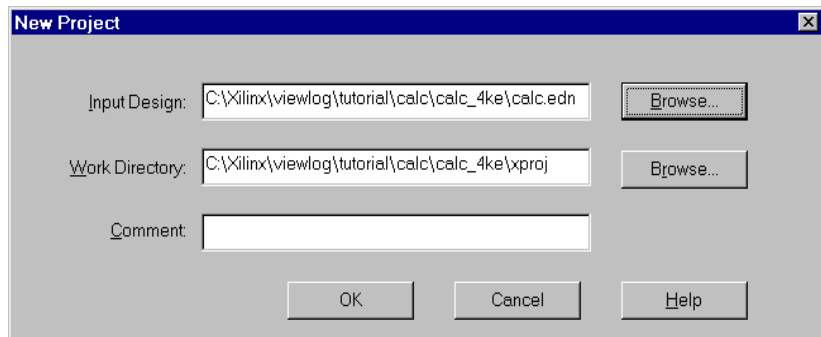 New Project
Input Design: C:\Xilinx\viewlog\tutorial\calc\calc_4ke\calc.edn Browse...
Work Directory: C:\Xilinx\viewlog\tutorial\calc\calc_4ke\xproj Browse...
Comment:
OK Cancel Help